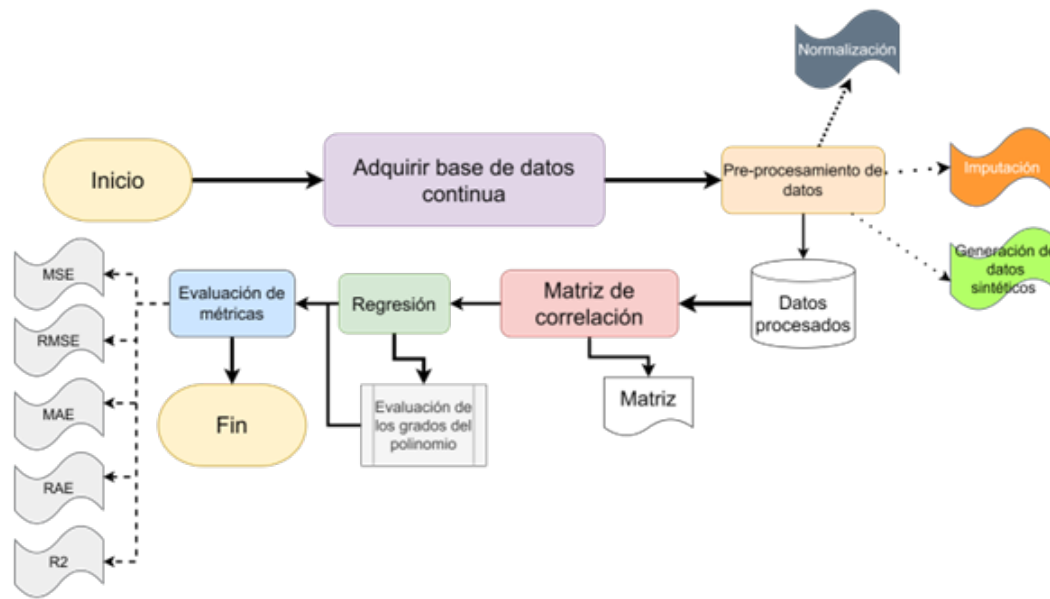 Normalización
Inicio
Adquirir base de datos
continua
Pre-procesamiento de
datos
Imputación
Generación de
datos
sintéticos
MSE
Evaluación de
métricas
Regresión
Matriz de
correlación
Datos
procesados
RMSE
MAE
Fin
Evaluación de
los grados del
polinomio
Matriz
RAE
R2